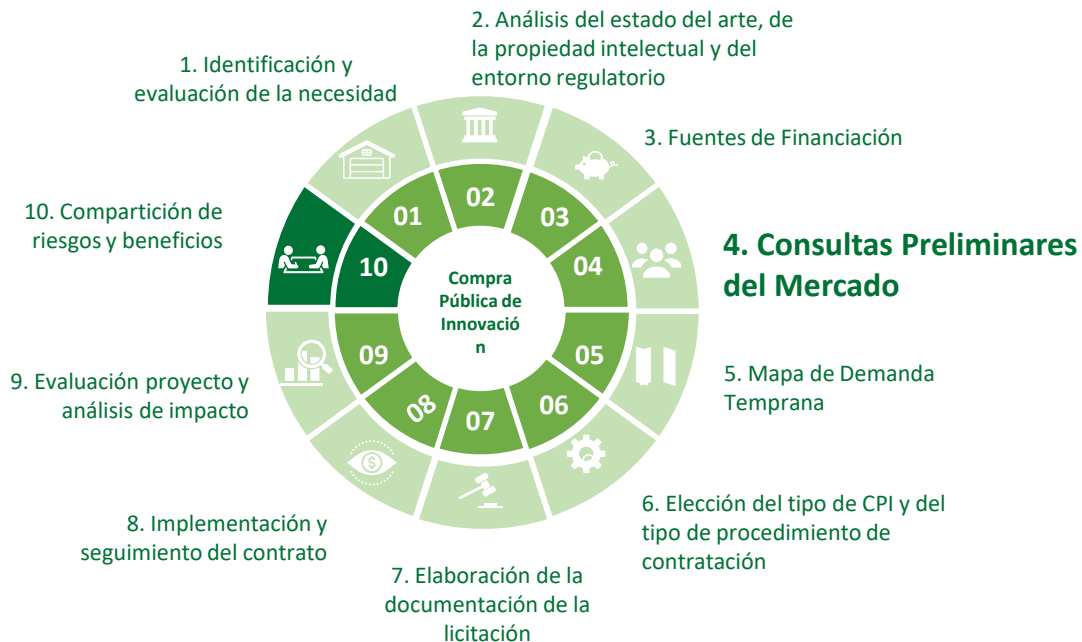 1. Identificación y
evaluación de la necesidad
2. Análisis del estado del arte, de
la propiedad intelectual y del
entorno regulatorio
3. Fuentes de Financiación
4. Consultas Preliminares
del Mercado
5. Mapa de Demanda
Temprana
6. Elección del tipo de CPI y del
tipo de procedimiento de
contratación
7. Elaboración de la
documentación de la
licitación
8. Implementación y
seguimiento del contrato
9. Evaluación proyecto y
análisis de impacto
10. Compartición de
riesgos y beneficios
01
02
03
04
05
06
07
08
09
10
Compra
Pública de
Innovació
n
$